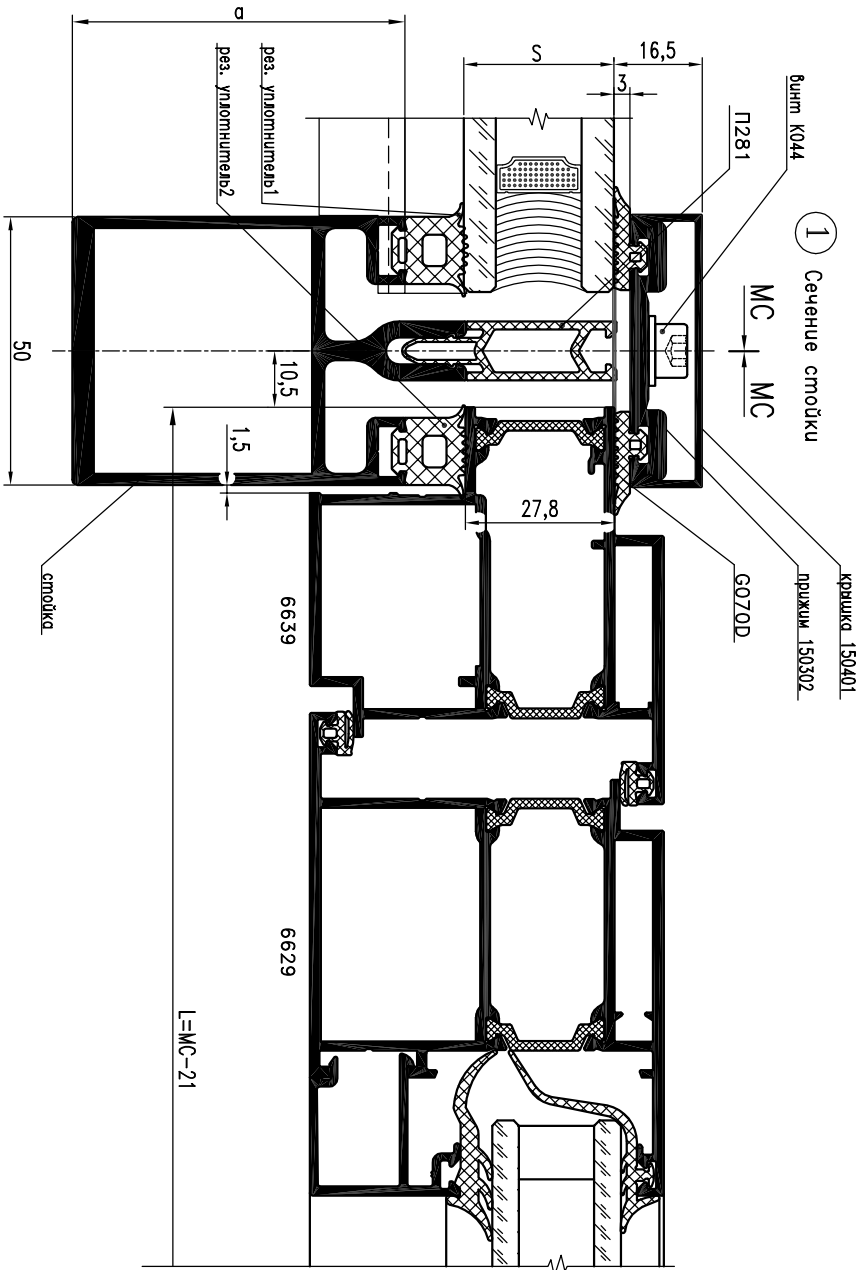 1 Сечение стойки
МС
МС
крышка 150401
прижим 150302
G070D
винт К044
П281
16,5
3
S
a
рез. уплотнитель1
рез. уплотнитель2
10,5
50
1,5
27,8
стойка
6639
6629
L=МС-21